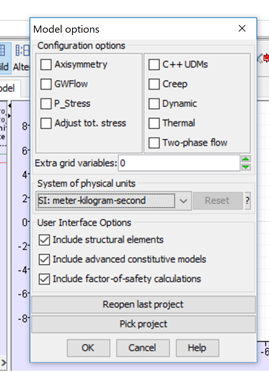 Model options
Configuration options
Axisymmetry
C++ UDMs
GWFlow
Creep
P_Stress
Dynamic
Adjust tot. stress
Thermal
Two-phase flow
Extra grid variables: 0
System of physical units
SI: meter-kilogram-second
Reset ?
User Interface Options
Include structural elements
Include advanced constitutive models
Include factor-of-safety calculations
Reopen last project
Pick project
OK Cancel Help
ild Alte
del
8
6
4
2
0
-2
-4
-6
-8